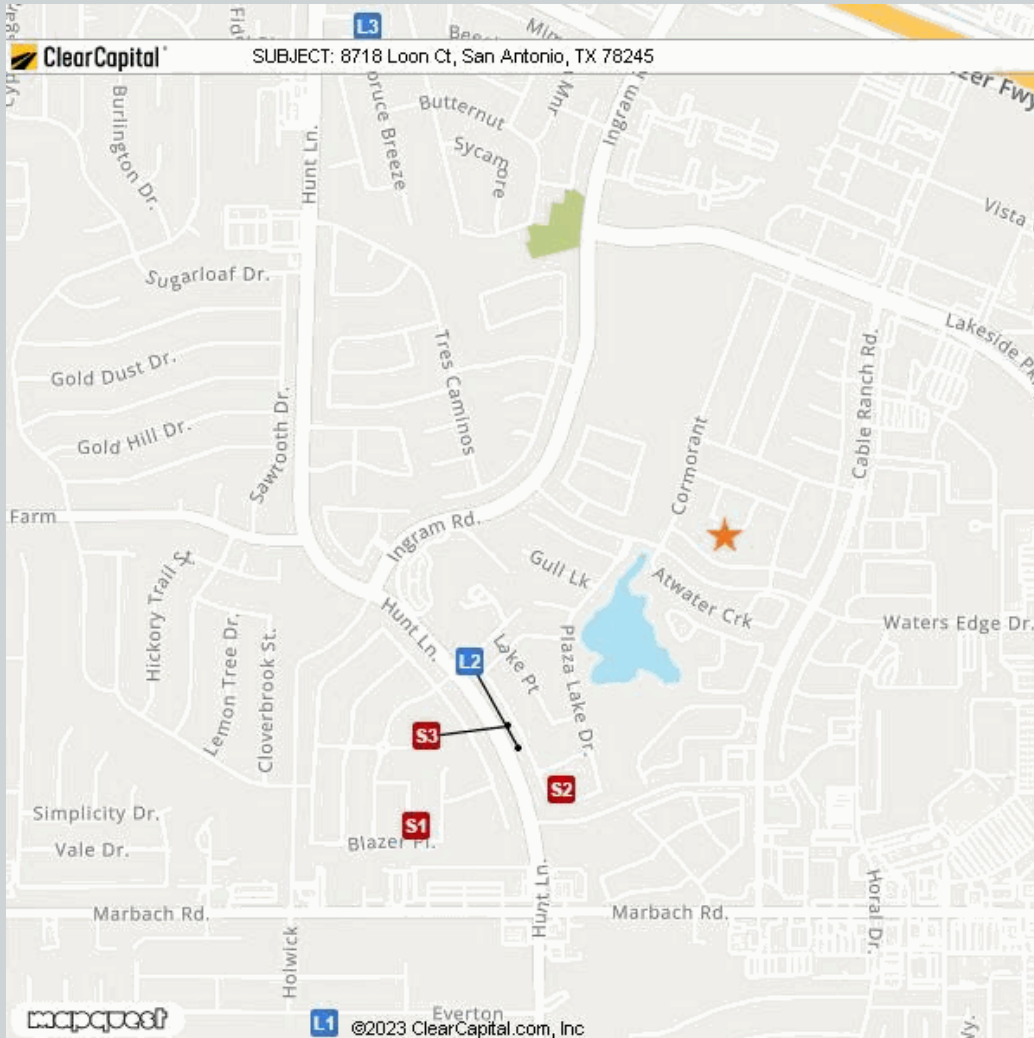 L3
ClearCapital
SUBJECT: 8718 Loon Ct, San Antonio, TX 78245
Burlington Dr.
Hunt Ln.
Butternut
Sycamore
Mnr
Ingram
Vista
Sugarloaf Dr.
Lakeside
Tres Caminos
Gold Dust Dr.
Gold Hill Dr.
Sawtooth Dr.
Cable Ranch Rd.
Cormorant
Farm
Ingram Rd.
Gull Lk
Atwater Crk
Hickory Trail St
Lemon Tree Dr.
Cloverbrook St.
Hunt Ln.
Waters Edge Dr.
L2
Lake Pt
Plaza Lake Dr.
S3
S2
Simplicity Dr.
S1
Vale Dr.
Blazer Pl.
Hunt Ln.
Horal Dr.
Marbach Rd.
Marbach Rd.
Holwick
mapquest
L1
Everton
©2023 ClearCapital.com, Inc